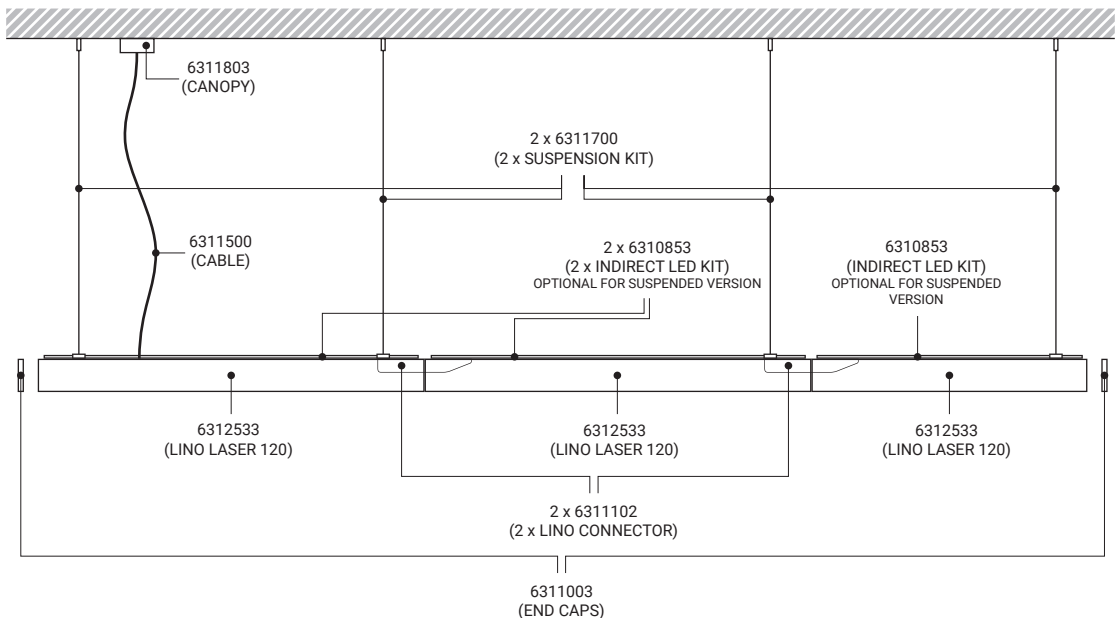 6311803
(CANOPY)
2 x 6311700
(2 x SUSPENSION KIT)
6311500
(CABLE)
2 x 6310853
(2 x INDIRECT LED KIT)
OPTIONAL FOR SUSPENDED VERSION
6310853
(INDIRECT LED KIT)
OPTIONAL FOR SUSPENDED
VERSION
6312533
(LINO LASER 120)
6312533
(LINO LASER 120)
6312533
(LINO LASER 120)
2 x 6311102
(2 x LINO CONNECTOR)
6311003
(END CAPS)